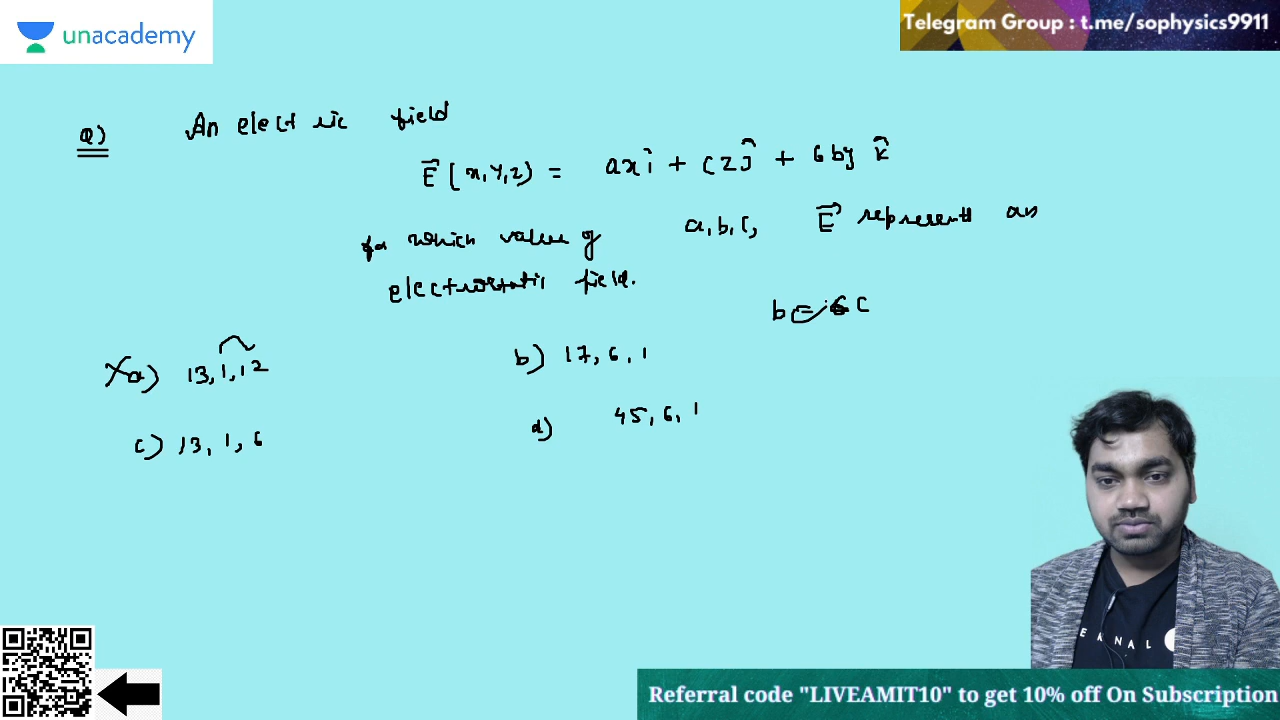 unacademy
Telegram Group : t.me/sophysics9911
Q) An electric field
E⃗ (x,y,z) = axî + czĵ + 6by k̂
for which value of a,b,c, E⃗ represents an
electrostatic field.
b = 6c
a) 13,1,12
b) 17,6,1
c) 13,1,6
d) 45,6,1
Referral code "LIVEAMIT10" to get 10% off On Subscription